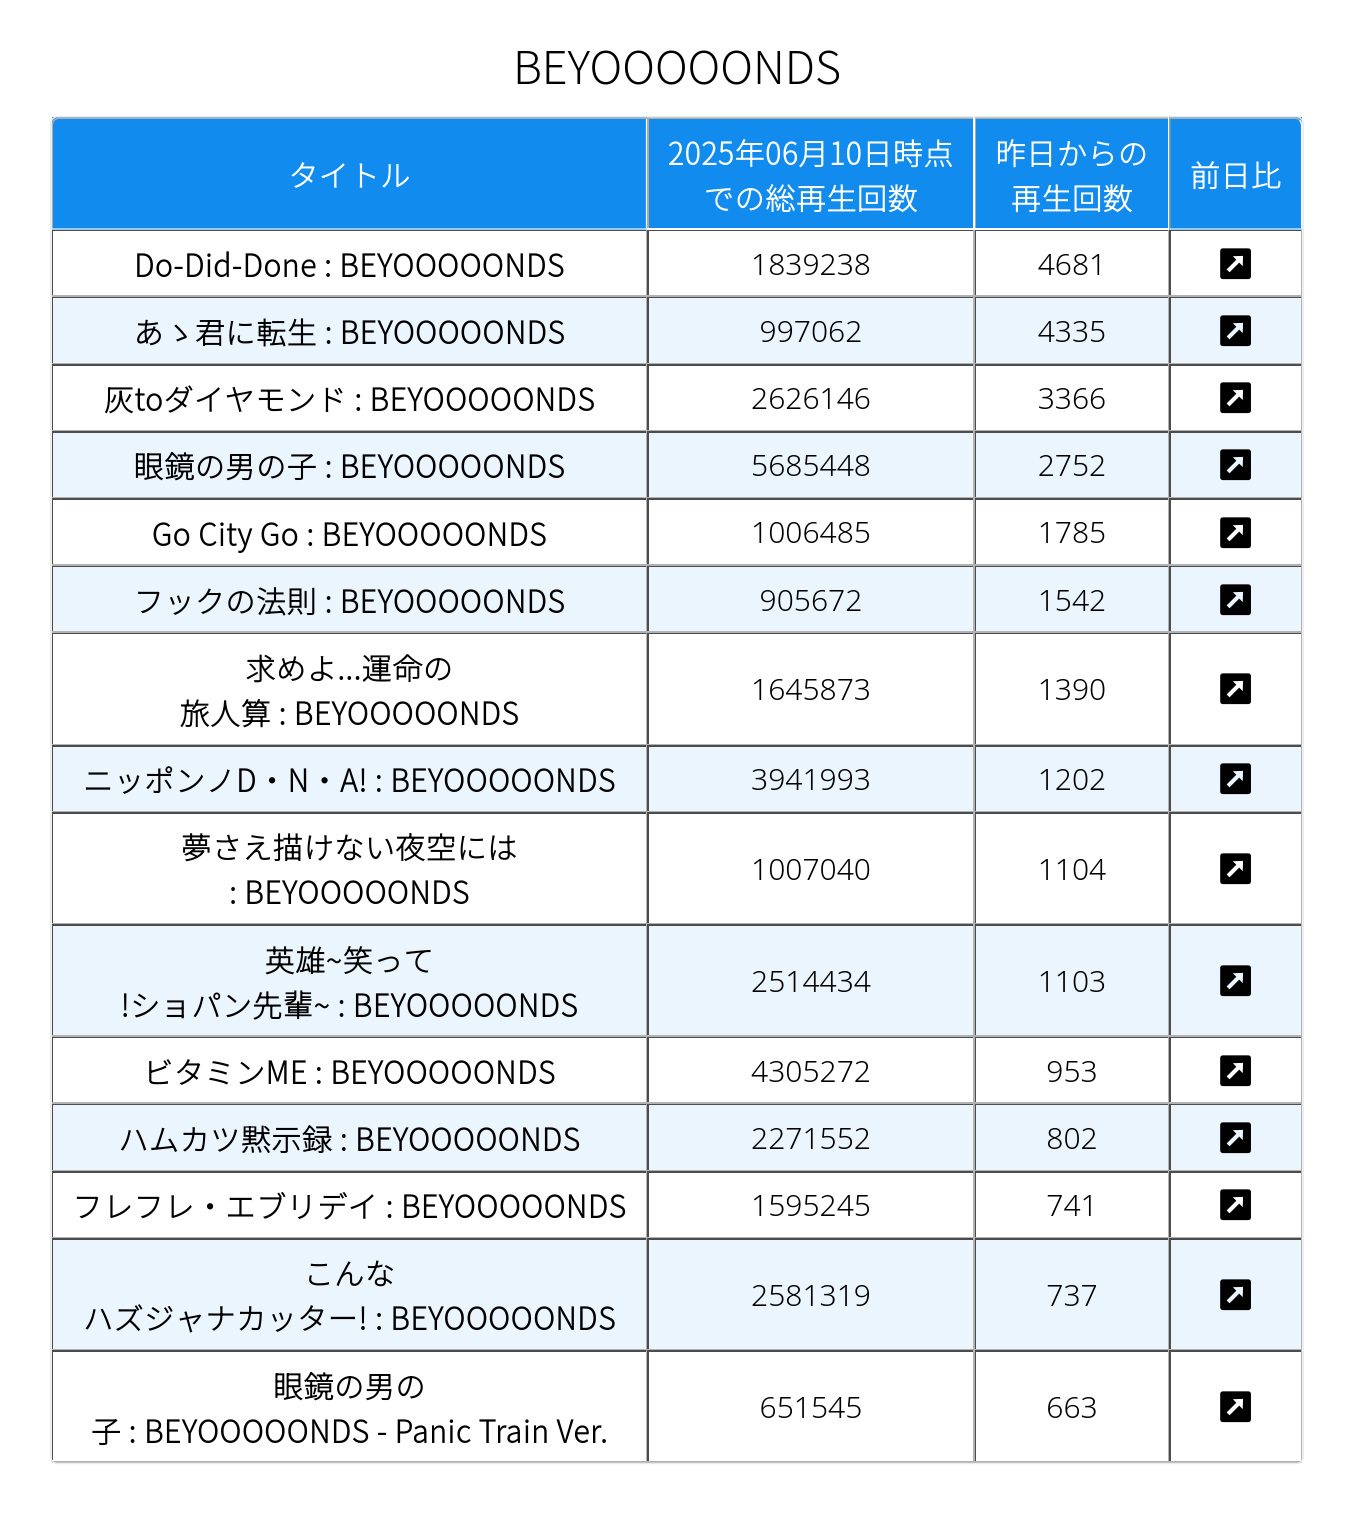 BEYOOOOONDS
タイトル
2025年06月10日時点
での総再生回数
昨日からの
再生回数
前日比
Do-Did-Done : BEYOOOOONDS 1839238 4681
あゝ君に転生 : BEYOOOOONDS 997062 4335
灰toダイヤモンド : BEYOOOOONDS 2626146 3366
眼鏡の男の子 : BEYOOOOONDS 5685448 2752
Go City Go : BEYOOOOONDS 1006485 1785
フックの法則 : BEYOOOOONDS 905672 1542
求めよ...運命の
旅人算 : BEYOOOOONDS 1645873 1390
ニッポンノD・N・A! : BEYOOOOONDS 3941993 1202
夢さえ描けない夜空には
: BEYOOOOONDS 1007040 1104
英雄~笑って
!ショパン先輩~ : BEYOOOOONDS 2514434 1103
ビタミンME : BEYOOOOONDS 4305272 953
ハムカツ黙示録 : BEYOOOOONDS 2271552 802
フレフレ・エブリデイ : BEYOOOOONDS 1595245 741
こんな
ハズジャナカッター! : BEYOOOOONDS 2581319 737
眼鏡の男の
子 : BEYOOOOONDS - Panic Train Ver. 651545 663